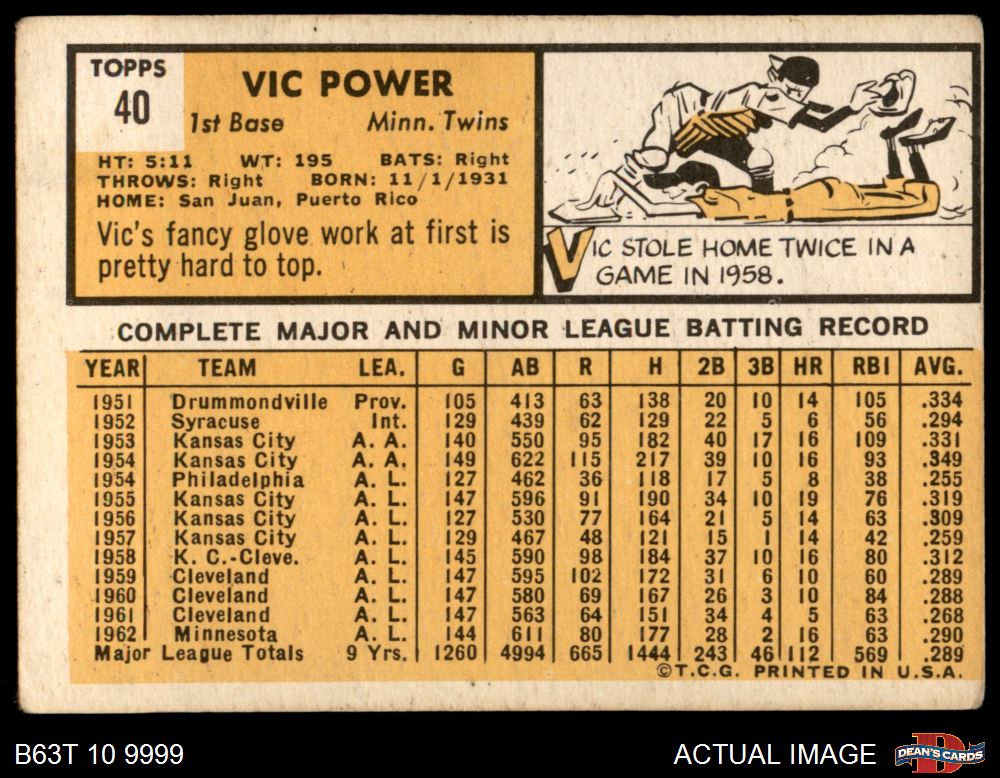 TOPPS
40
VIC POWER
1st Base Minn. Twins
HT: 5:11 WT: 195 BATS: Right
THROWS: Right BORN: 11/1/1931
HOME: San Juan, Puerto Rico
Vic's fancy glove work at first is
pretty hard to top.
VIC STOLE HOME TWICE IN A
GAME IN 1958.
COMPLETE MAJOR AND MINOR LEAGUE BATTING RECORD
YEAR TEAM LEA. G AB R H 2B 3B HR RBI AVG.
1951 Drummondville Prov. 105 413 63 138 20 10 14 105 .334
1952 Syracuse Int. 129 439 62 129 22 5 6 56 .294
1953 Kansas City A. A. 140 550 95 182 40 17 16 109 .331
1954 Kansas City A. A. 149 622 115 217 39 10 16 93 .349
1954 Philadelphia A. L. 127 462 36 118 17 5 8 38 .255
1955 Kansas City A. L. 147 596 91 190 34 10 19 76 .319
1956 Kansas City A. L. 127 530 77 164 21 5 14 63 .309
1957 Kansas City A. L. 129 467 48 121 15 1 14 42 .259
1958 K. C.-Cleve. A. L. 145 590 98 184 37 10 16 80 .312
1959 Cleveland A. L. 147 595 102 172 31 6 10 60 .289
1960 Cleveland A. L. 147 580 69 167 26 3 10 84 .288
1961 Cleveland A. L. 147 563 64 151 34 4 5 63 .268
1962 Minnesota A. L. 144 611 80 177 28 2 16 63 .290
Major League Totals 9 Yrs. 1260 4994 665 1444 243 46 112 569 .289
©T.C.G. PRINTED IN U.S.A.
B63T 10 9999 ACTUAL IMAGE DEAN'S CARDS